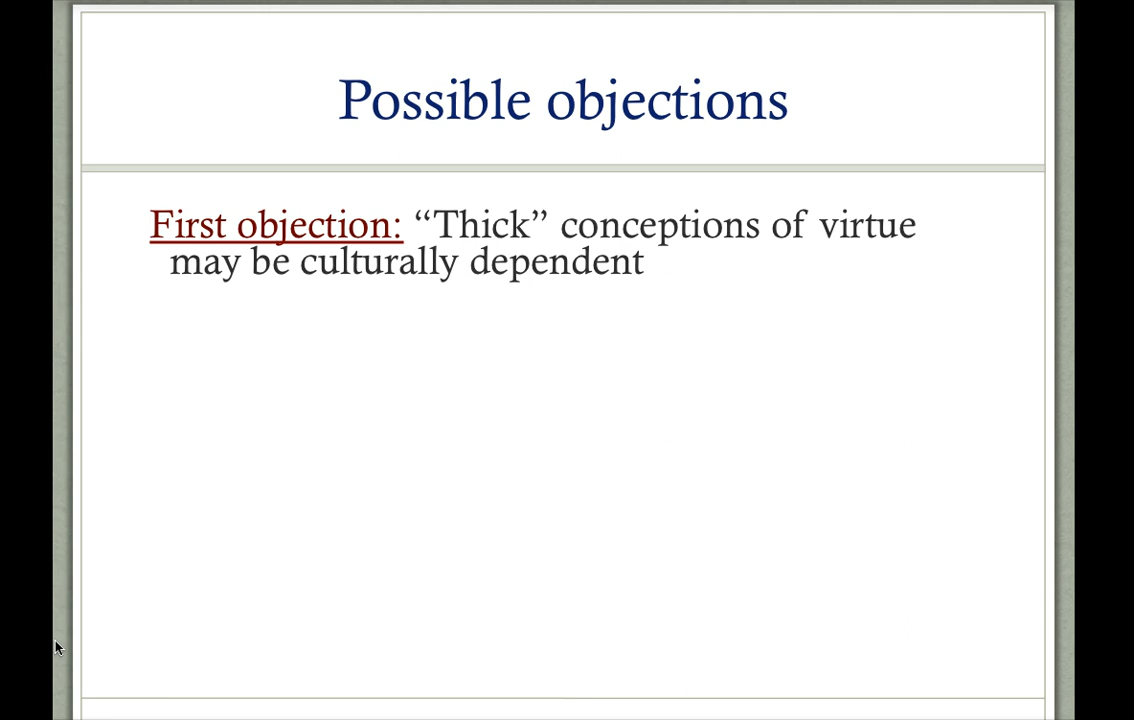 Possible objections
First objection: “Thick” conceptions of virtue
may be culturally dependent